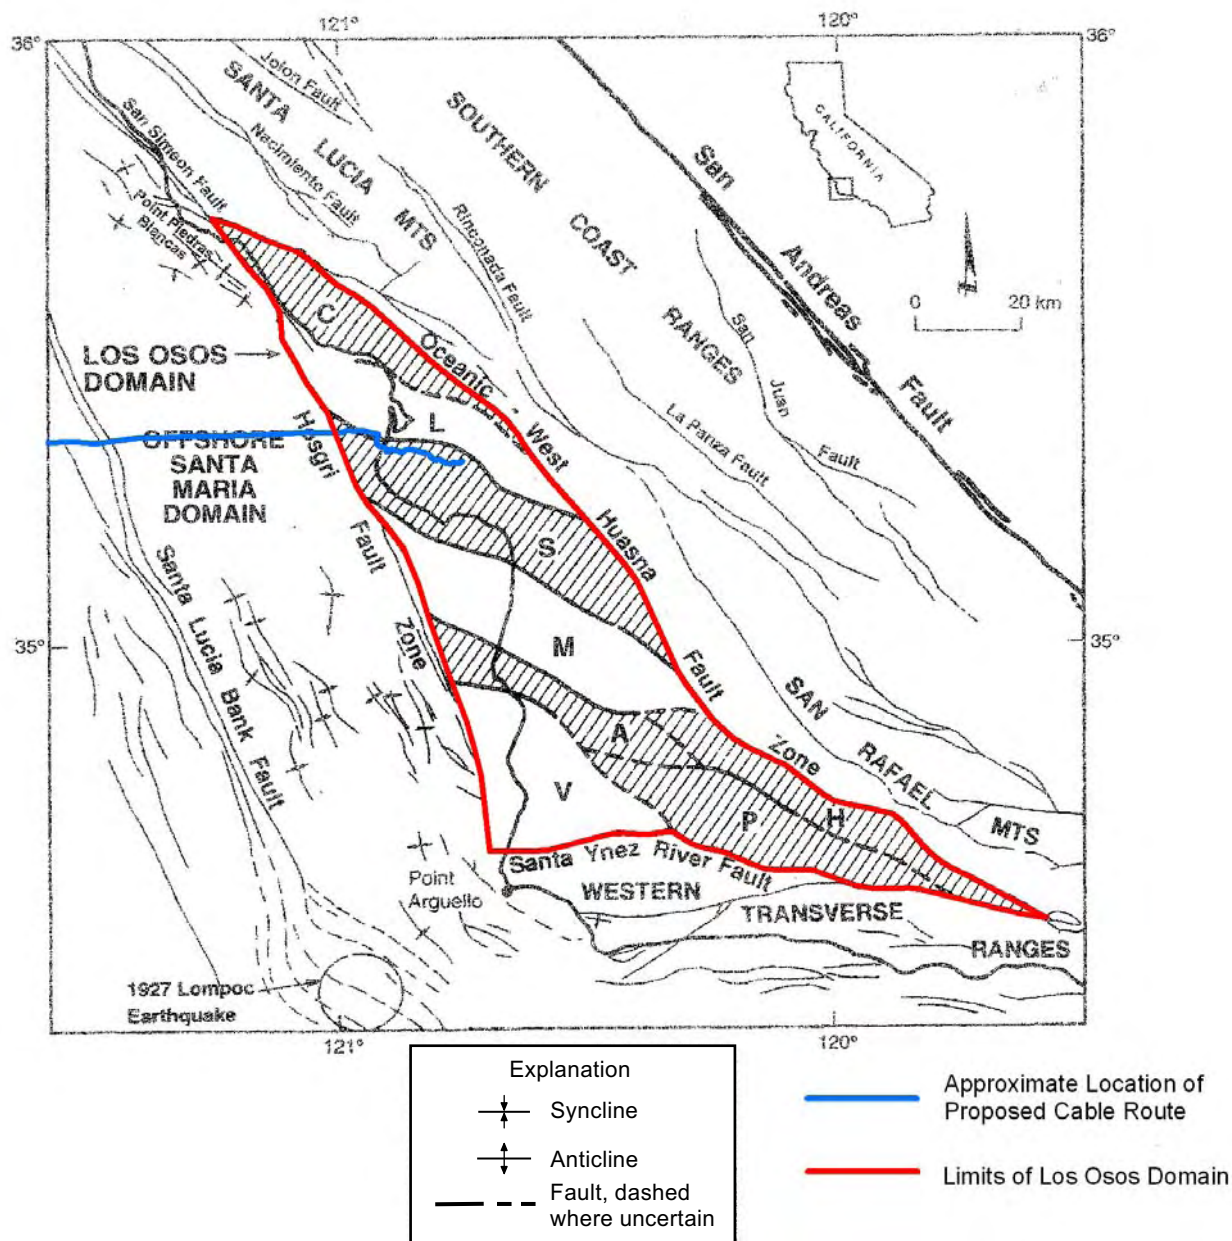 121°
120°
36°
36°
Jolon Fault
SANTA
LUCIA
MTS
SOUTHERN
COAST
RANGES
San
Andreas
Fault
CALIFORNIA
San Simeon Fault
Nacimiento Fault
Rinconada Fault
Point Piedras
Blancas
0
20 km
San
Juan
Fault
La Panza Fault
C
Oceanic
West
Huasna
Fault
Zone
LOS OSOS
DOMAIN
L
Hosgri
Fault
Zone
OFFSHORE
SANTA
MARIA
DOMAIN
S
Santa Lucia Bank Fault
35°
35°
M
SAN
RAFAEL
MTS
A
V
P
H
Santa Ynez River Fault
Point
Arguello
WESTERN
TRANSVERSE
RANGES
1927 Lompoc
Earthquake
121°
120°
Explanation
Syncline
Anticline
Fault, dashed
where uncertain
Approximate Location of
Proposed Cable Route
Limits of Los Osos Domain